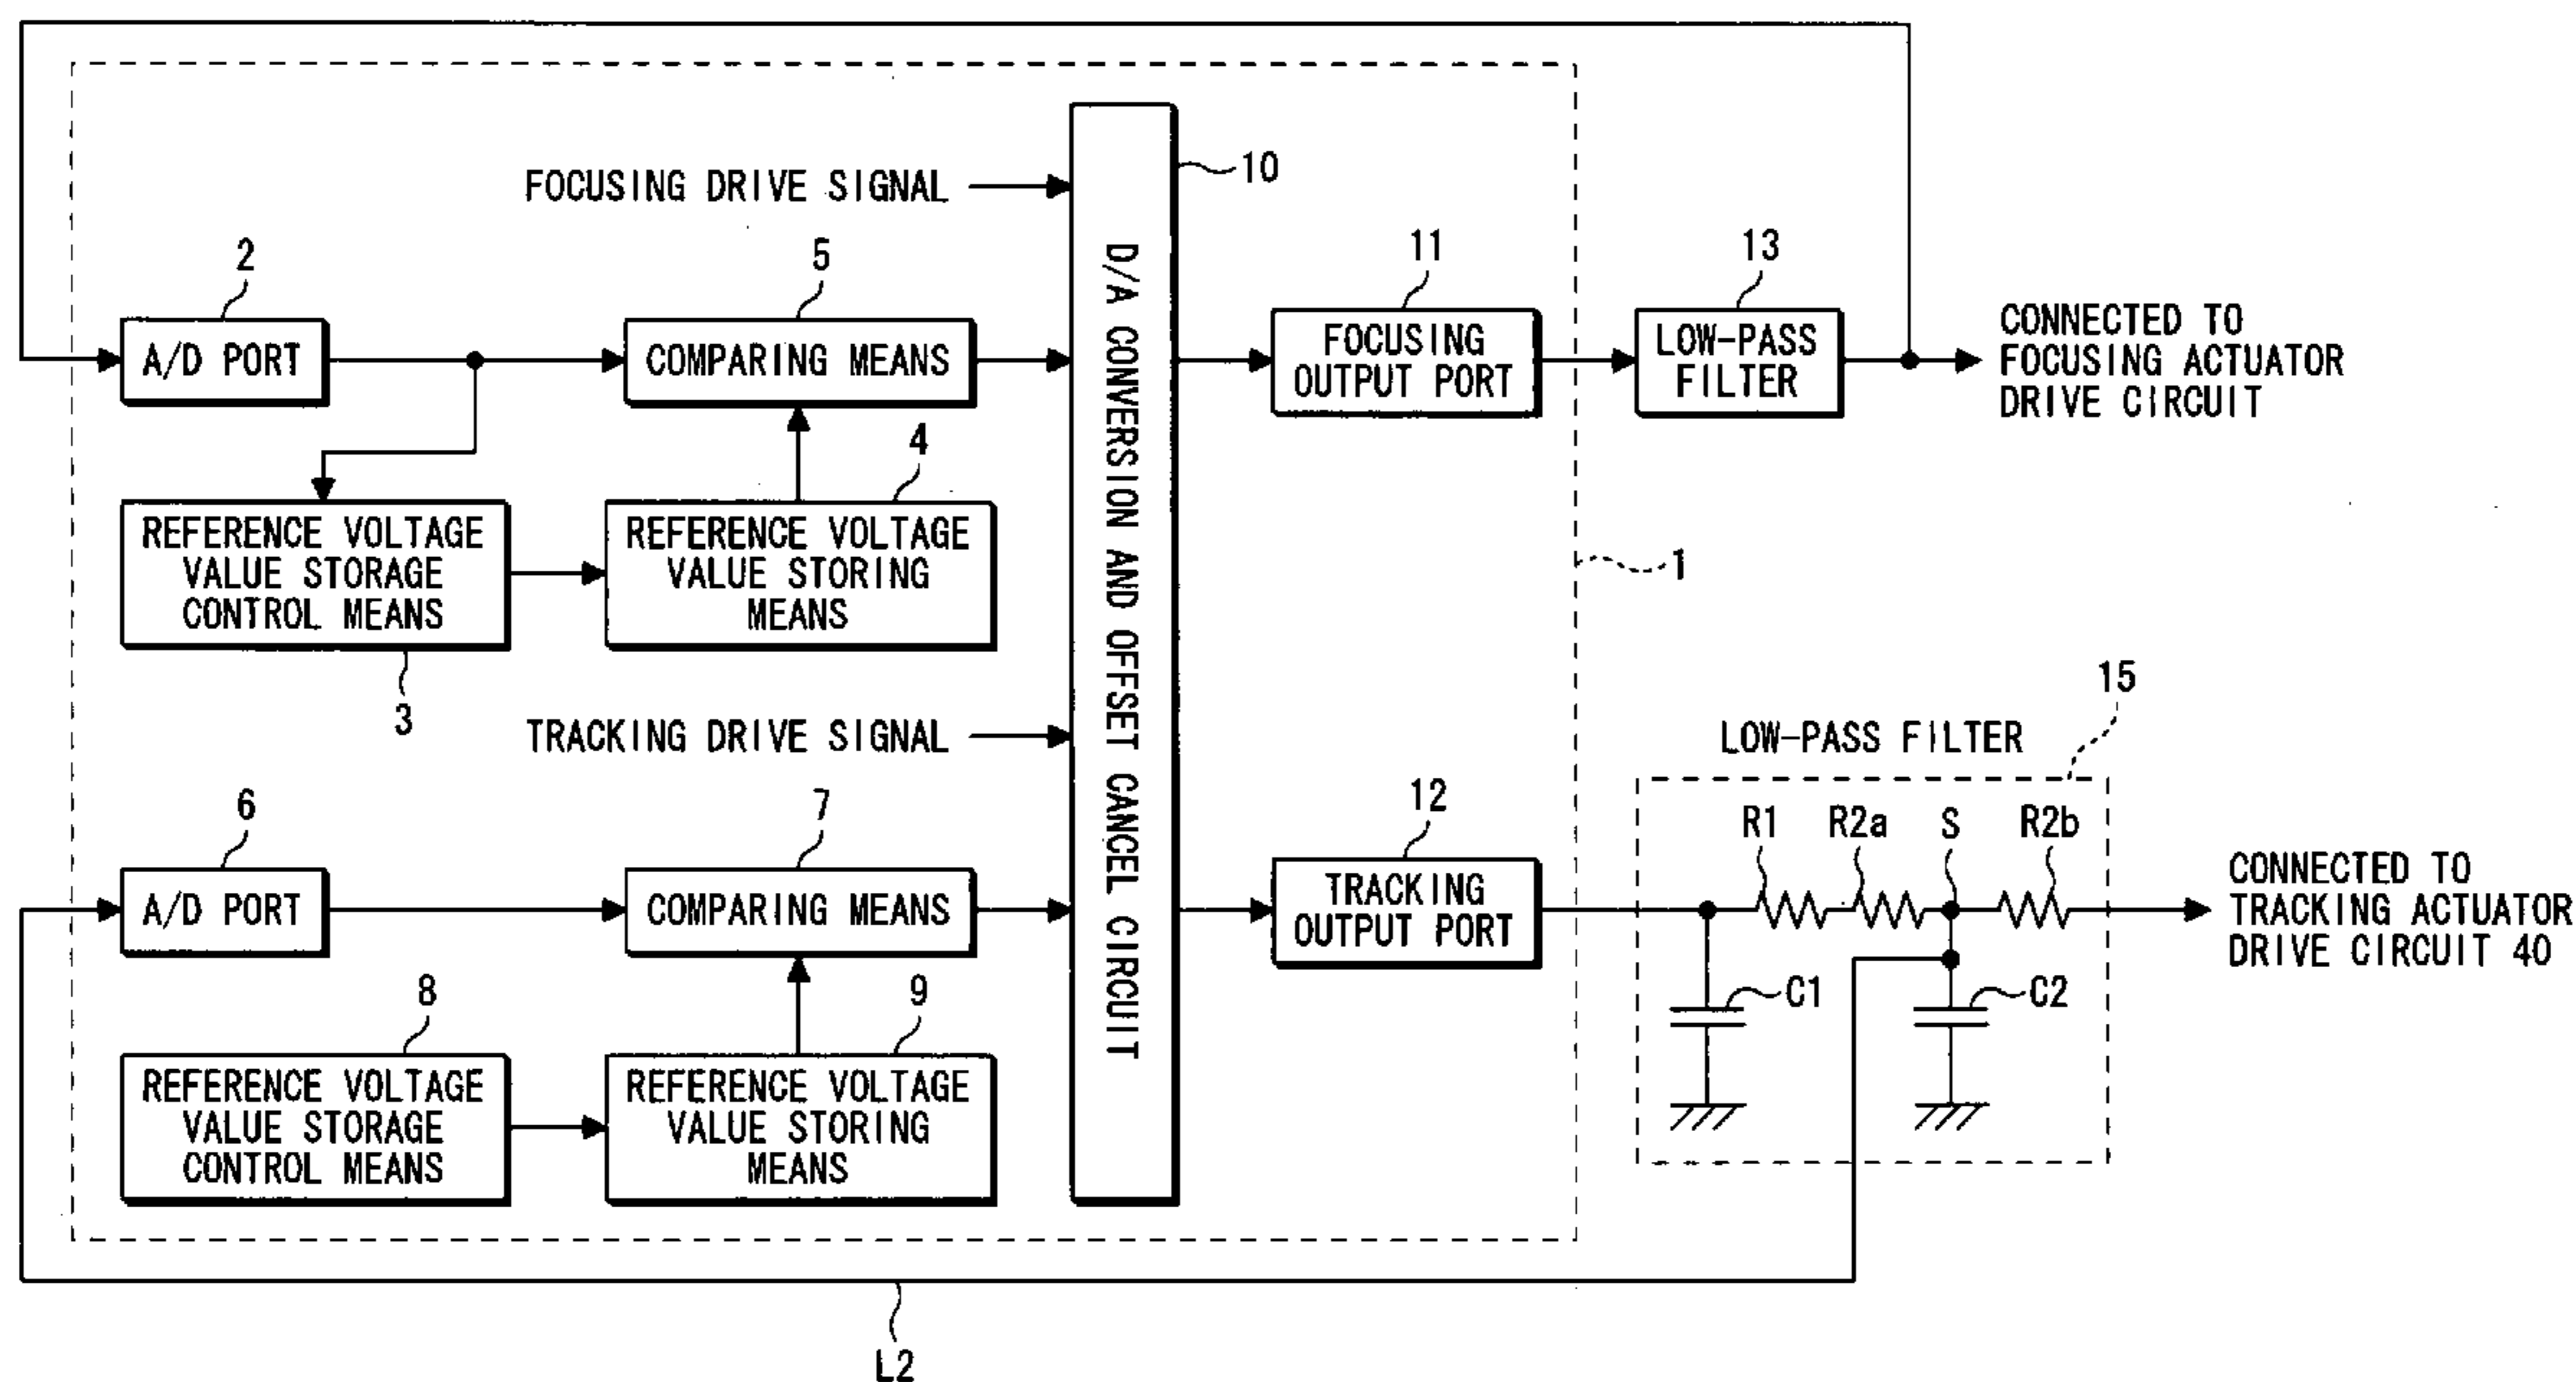 10
FOCUSING DRIVE SIGNAL
2
5
11
13
A/D PORT
COMPARING MEANS
FOCUSING
OUTPUT PORT
LOW-PASS
FILTER
CONNECTED TO
FOCUSING ACTUATOR
DRIVE CIRCUIT
4
REFERENCE VOLTAGE
VALUE STORAGE
CONTROL MEANS
REFERENCE VOLTAGE
VALUE STORING
MEANS
D/A CONVERSION AND OFFSET CANCEL CIRCUIT
1
3
TRACKING DRIVE SIGNAL
15
LOW-PASS FILTER
6
7
12
R1
R2a
S
R2b
A/D PORT
COMPARING MEANS
TRACKING
OUTPUT PORT
CONNECTED TO
TRACKING ACTUATOR
DRIVE CIRCUIT 40
8
9
C1
C2
REFERENCE VOLTAGE
VALUE STORAGE
CONTROL MEANS
REFERENCE VOLTAGE
VALUE STORING
MEANS
L2